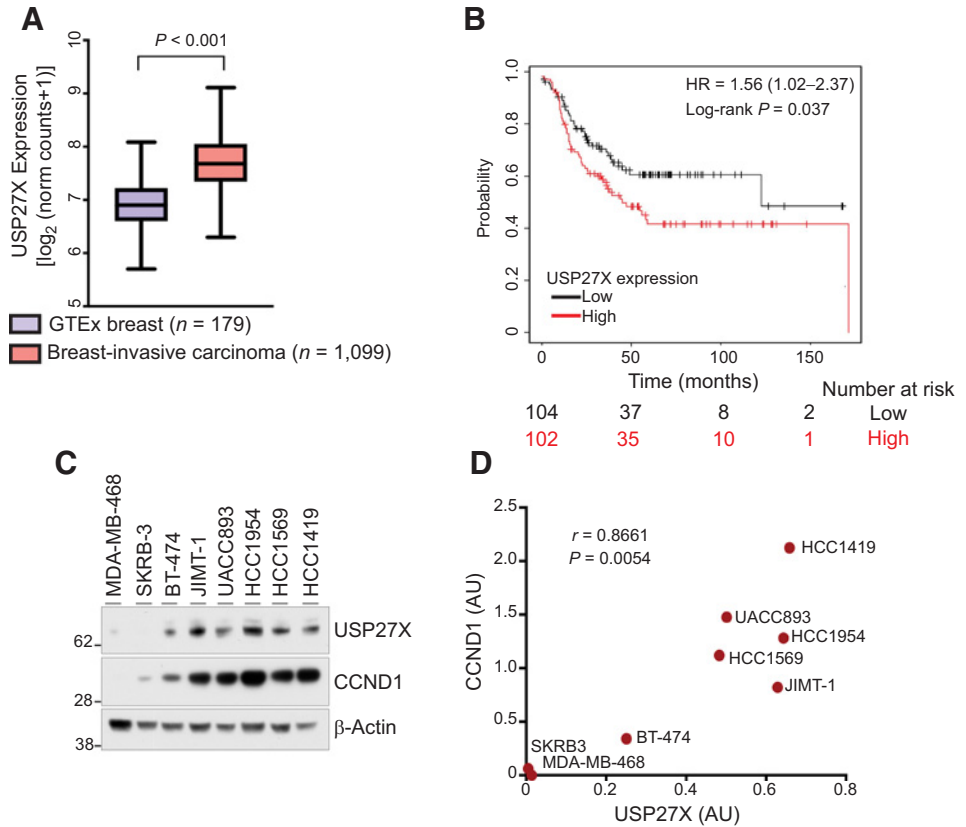 A
P < 0.001
USP27X Expression
[log2 (norm counts+1)]
10
9
8
7
6
5
GTEx breast (n = 179)
Breast-invasive carcinoma (n = 1,099)
B
HR = 1.56 (1.02–2.37)
Log-rank P = 0.037
Probability
1.0
0.8
0.6
0.4
0.2
0
USP27X expression
Low
High
0 50 100 150
Time (months)
Number at risk
104 37 8 2 Low
102 35 10 1 High
C
MDA-MB-468
SKRB-3
BT-474
JIMT-1
UACC893
HCC1954
HCC1569
HCC1419
62
USP27X
28
CCND1
38
β-Actin
D
r = 0.8661
P = 0.0054
CCND1 (AU)
2.5
2.0
1.5
1.0
0.5
0
HCC1419
UACC893
HCC1954
HCC1569
JIMT-1
BT-474
SKRB3
MDA-MB-468
0 0.2 0.4 0.6 0.8
USP27X (AU)